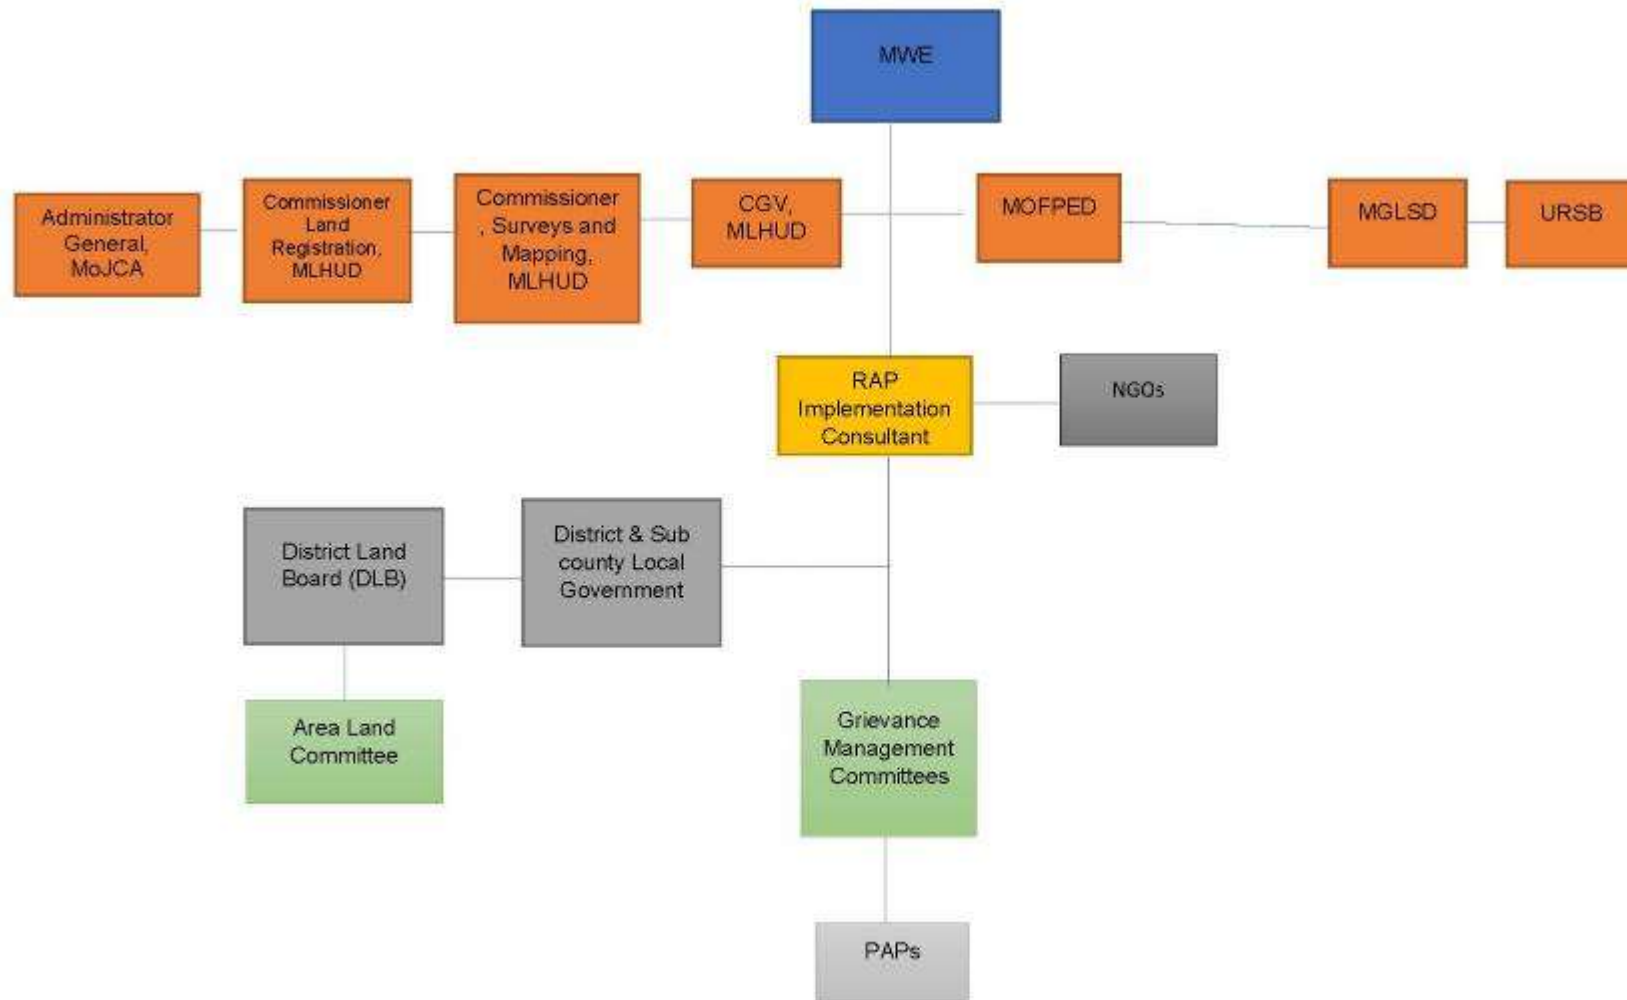 MWE
Administrator
General,
MoJCA
Commissioner
Land
Registration,
MLHUD
Commissioner
, Surveys and
Mapping,
MLHUD
CGV,
MLHUD
MOFPED
MGLSD
URSB
RAP
Implementation
Consultant
NGOs
District Land
Board (DLB)
District & Sub
county Local
Government
Area Land
Committee
Grievance
Management
Committees
PAPs